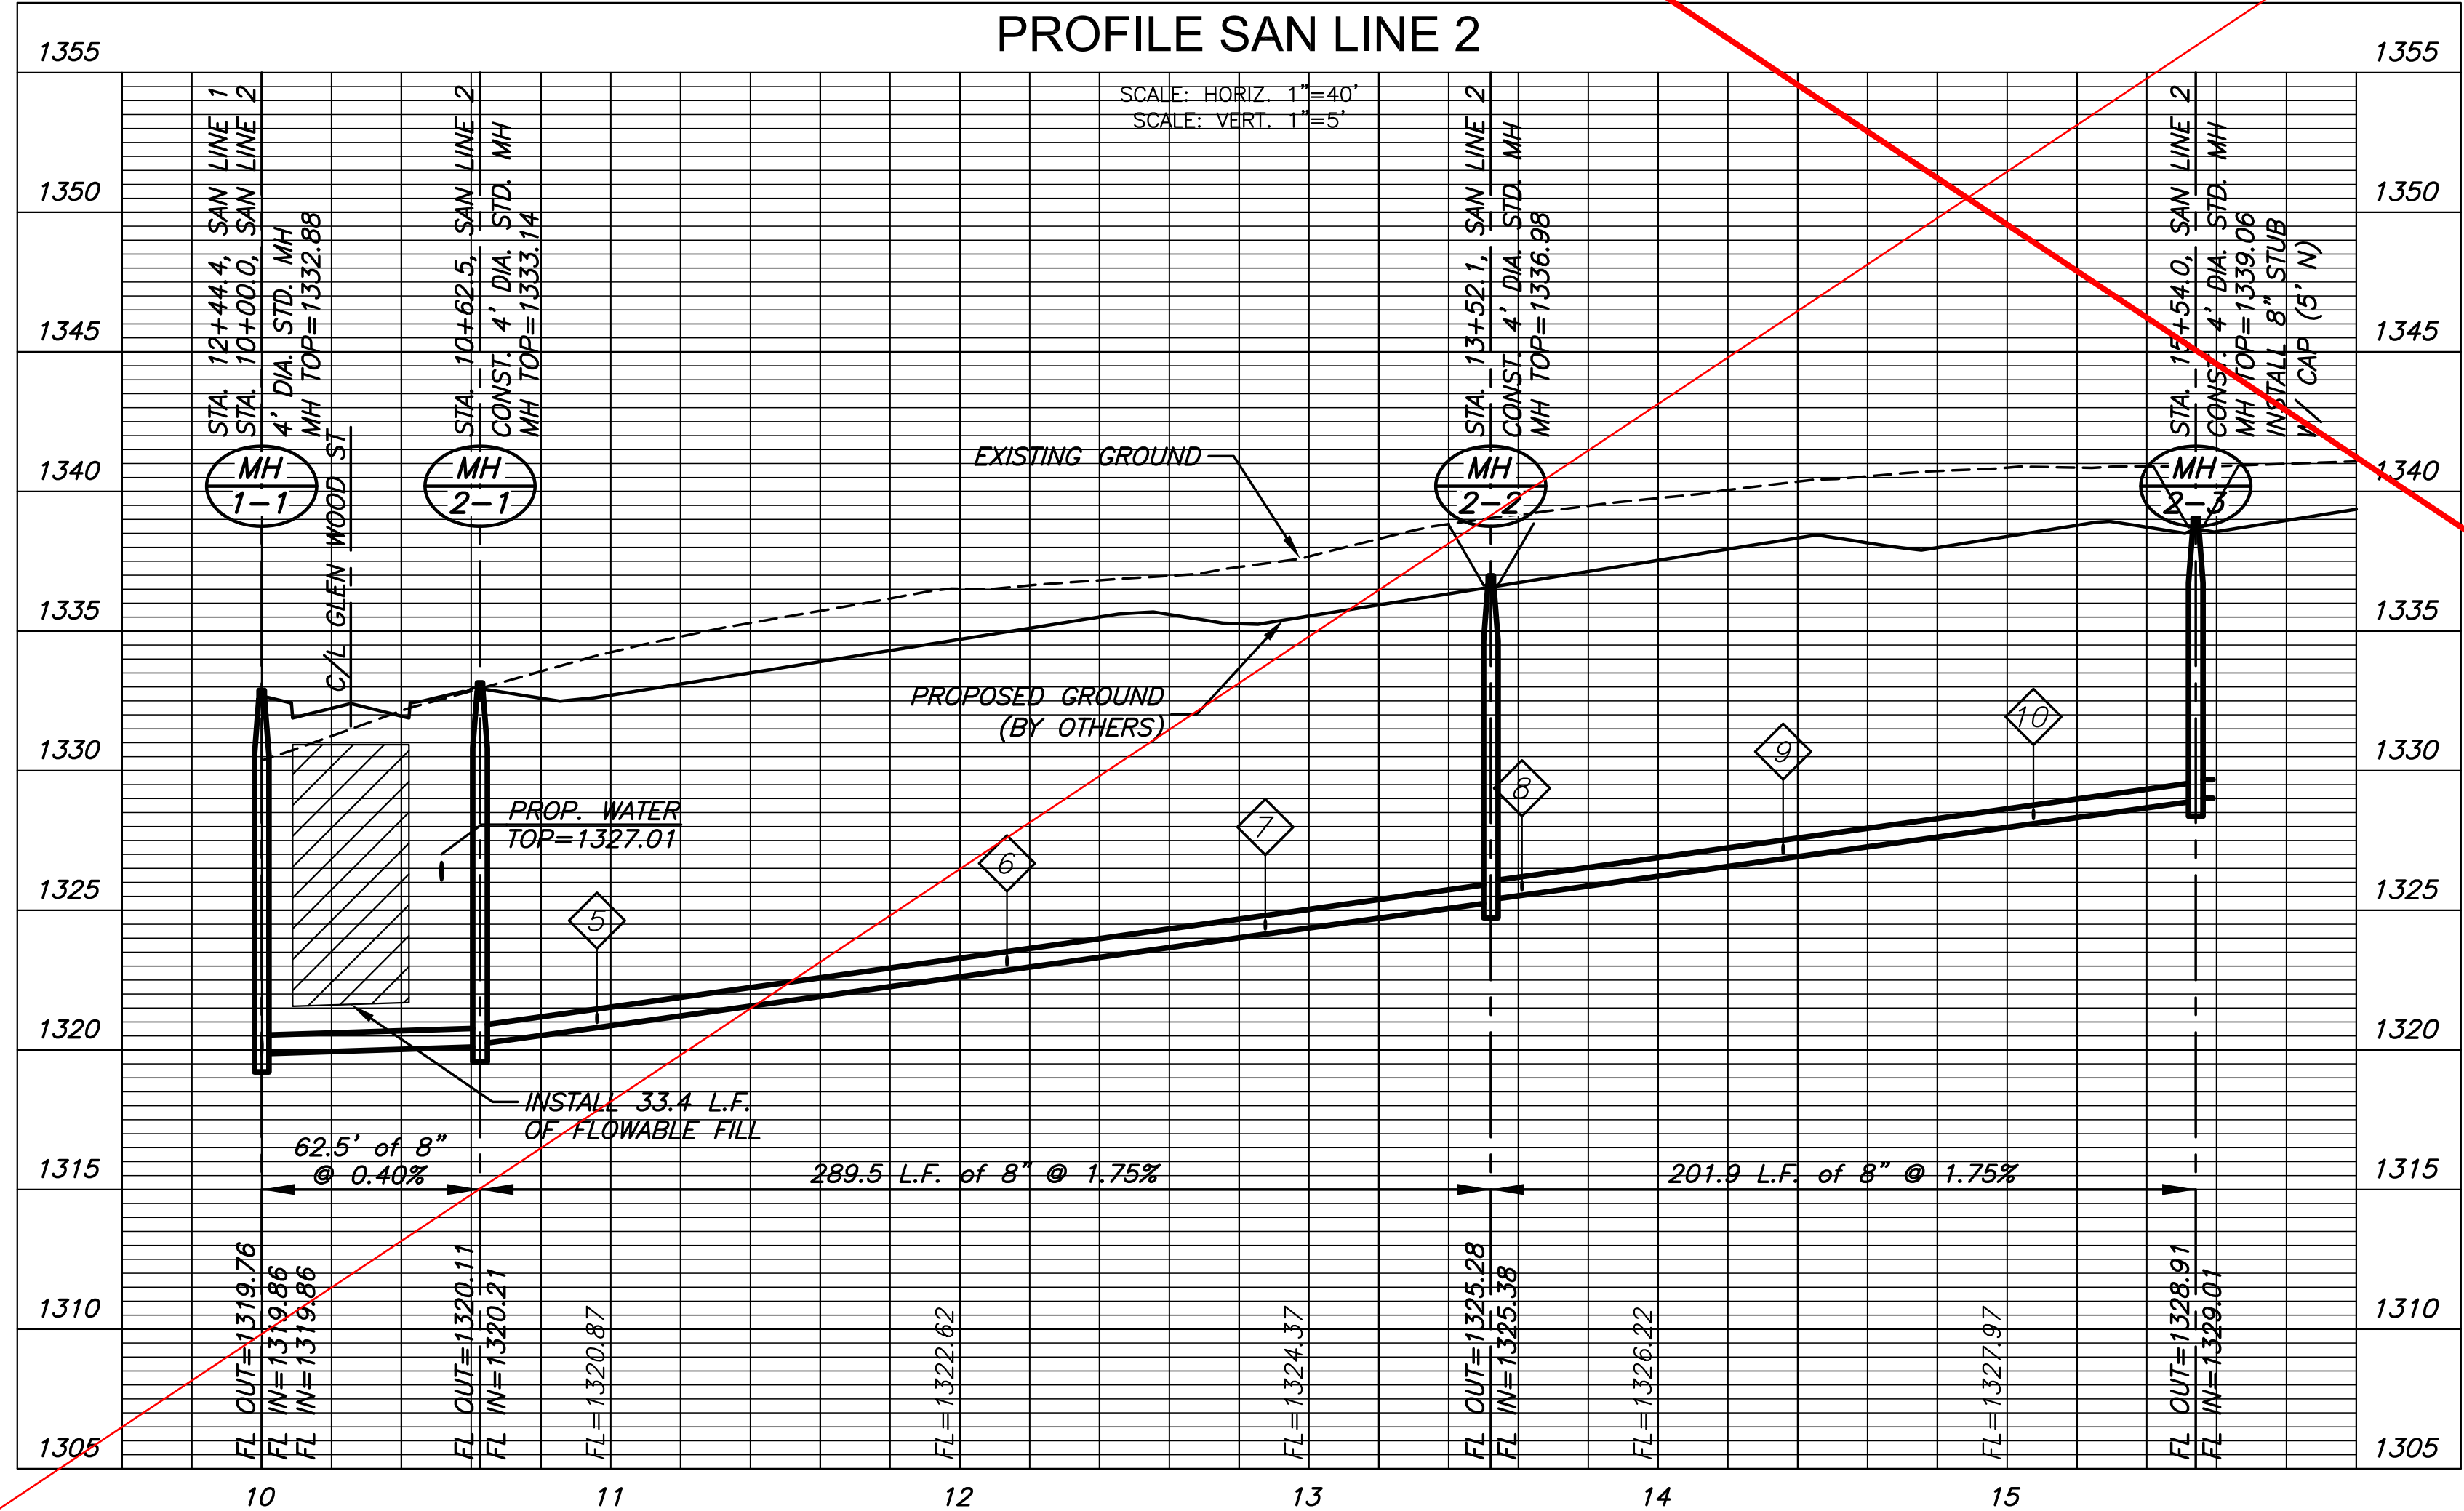 PROFILE SAN LINE 2
SCALE: HORIZ. 1"=40'
SCALE: VERT. 1"=5'
1355
1350
1345
1340
1335
1330
1325
1320
1315
1310
1305
1355
1350
1345
1340
1335
1330
1325
1320
1315
1310
1305
STA. 12+44.4, SAN LINE 1
STA. 10+00.0, SAN LINE 2
4' DIA. STD. MH
MH TOP=1332.88
C/L GLEN WOOD ST
STA. 10+62.5, SAN LINE 2
CONST. 4' DIA. STD. MH
MH TOP=1333.14
STA. 13+52.1, SAN LINE 2
CONST. 4' DIA. STD. MH
MH TOP=1336.98
STA. 15+54.0, SAN LINE 2
CONST. 4' DIA. STD. MH
MH TOP=1339.06
INSTALL 8" STUB
W/ CAP (5' N)
MH
1-1
MH
2-1
MH
2-2
MH
2-3
EXISTING GROUND
PROPOSED GROUND
(BY OTHERS)
PROP. WATER
TOP=1327.01
5
6
7
8
9
10
INSTALL 33.4 L.F.
OF FLOWABLE FILL
62.5' of 8"
@ 0.40%
289.5 L.F. of 8" @ 1.75%
201.9 L.F. of 8" @ 1.75%
FL OUT=1319.76
FL IN=1319.86
FL IN=1319.86
FL OUT=1320.11
FL IN=1320.21
FL=1320.87
FL=1322.62
FL=1324.37
FL OUT=1325.28
FL IN=1325.38
FL=1326.22
FL=1327.97
FL OUT=1328.91
FL IN=1329.01
10
11
12
13
14
15